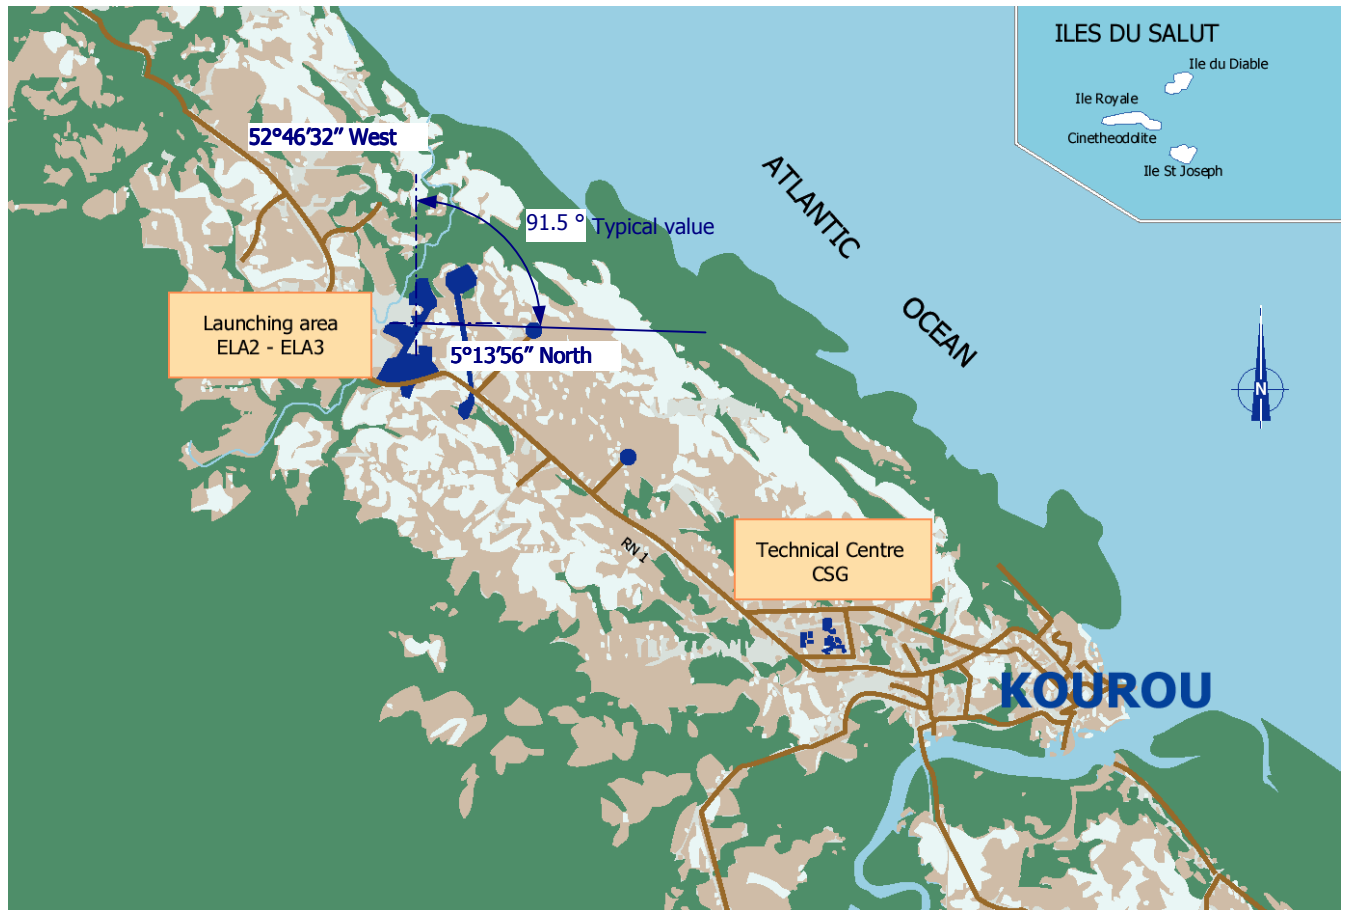 ILES DU SALUT
Ile du Diable
Ile Royale
Cinetheodolite
Ile St Joseph
52°46’32” West
ATLANTIC
91.5 ° Typical value
OCEAN
Launching area
ELA2 - ELA3
5°13’56” North
N
RN 1
Technical Centre
CSG
KOUROU